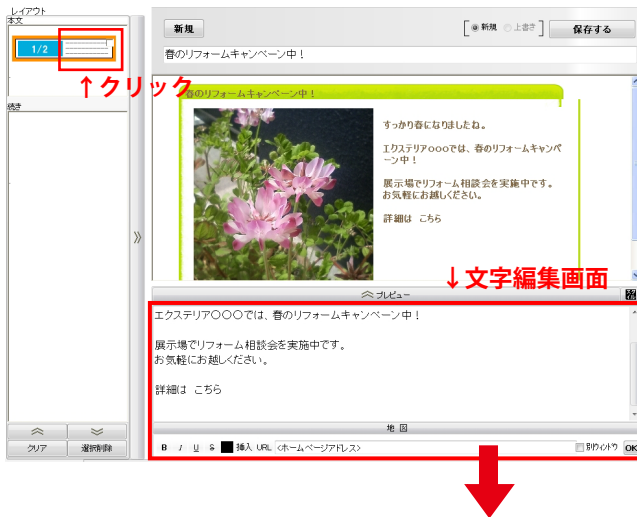 レイアウト
本文
1/2
↑クリック
続き
クリア
選択削除
新規
新規
上書き
保存する
春のリフォームキャンペーン中！
春のリフォームキャンペーン中！
すっかり春になりましたね。
エクステリアoooでは、春のリフォームキャンペ
ーン中！
展示場でリフォーム相談会を実施中です。
お気軽にお越しください。
詳細は こちら
↓文字編集画面
プレビュー
エクステリア〇〇〇では、春のリフォームキャンペーン中！
展示場でリフォーム相談会を実施中です。
お気軽にお越しください。
詳細は こちら
地 図
B I U S 挿入 URL <ホームページアドレス> 別ウィンドウ OK